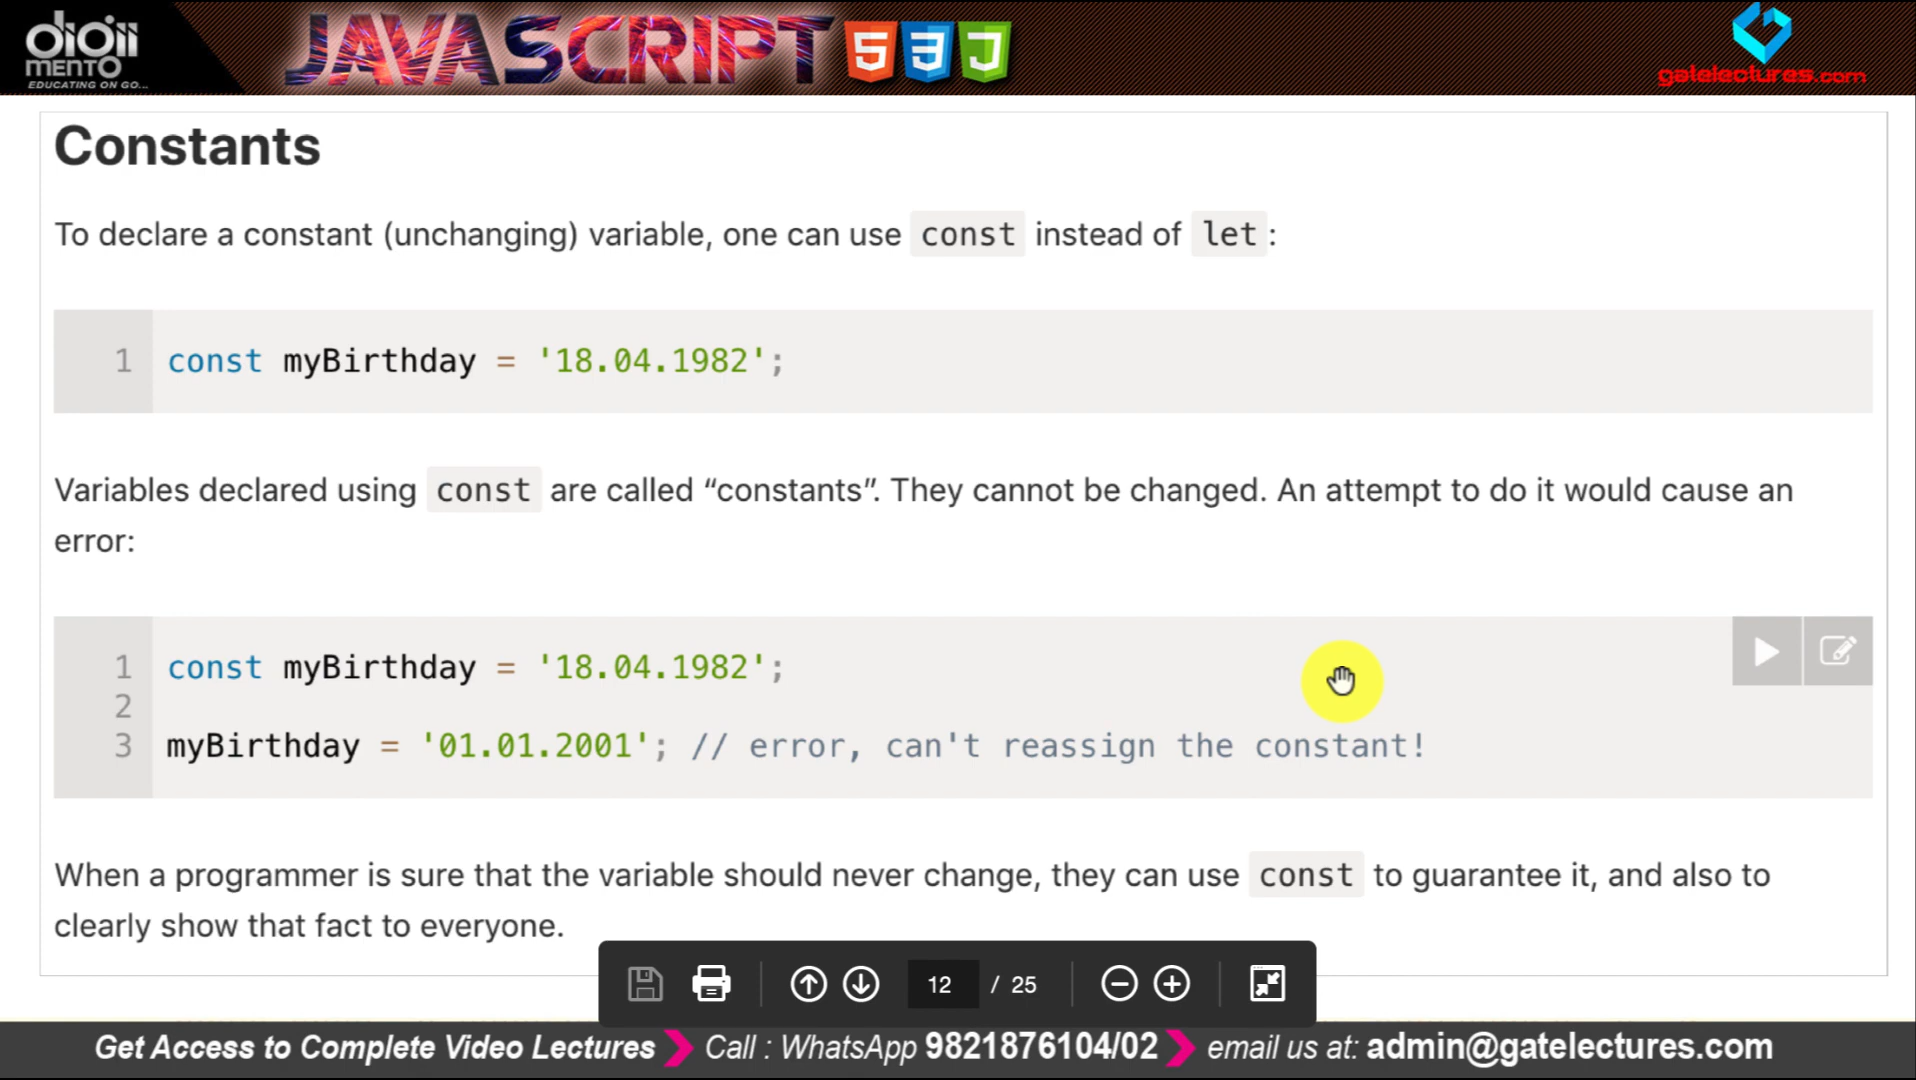 digii
MENTO
EDUCATING ON GO...
JAVASCRIPT
5 3 J
gatelectures.com
Constants
To declare a constant (unchanging) variable, one can use const instead of let :
1 const myBirthday = '18.04.1982';
Variables declared using const are called “constants”. They cannot be changed. An attempt to do it would cause an
error:
1 const myBirthday = '18.04.1982';
2
3 myBirthday = '01.01.2001'; // error, can't reassign the constant!
When a programmer is sure that the variable should never change, they can use const to guarantee it, and also to
clearly show that fact to everyone.
12 / 25
Get Access to Complete Video Lectures Call : WhatsApp 9821876104/02 email us at: admin@gatelectures.com